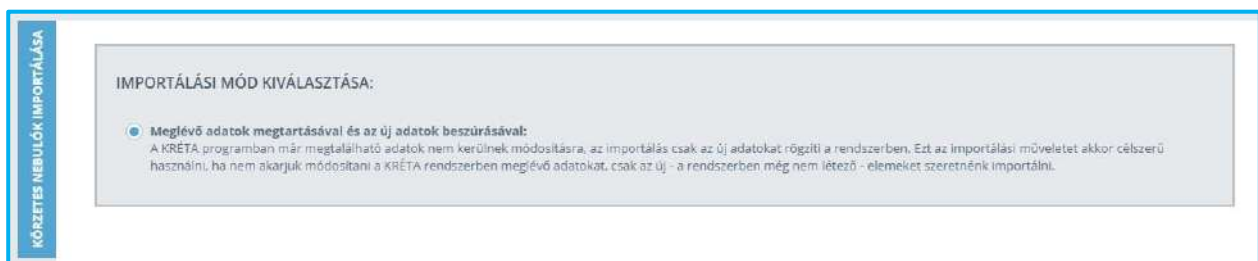 KÖRZETES NEBULÓK IMPORTÁLÁSA
IMPORTÁLÁSI MÓD KIVÁLASZTÁSA:
Meglévő adatok megtartásával és az új adatok beszúrásával:
A KRÉTA programban már megtalálható adatok nem kerülnek módosításra, az importálás csak az új adatokat rögzíti a rendszerben. Ezt az importálási műveletet akkor célszerű
használni, ha nem akarjuk módosítani a KRÉTA rendszerben meglévő adatokat, csak az új - a rendszerben még nem létező - elemeket szeretnénk importálni.